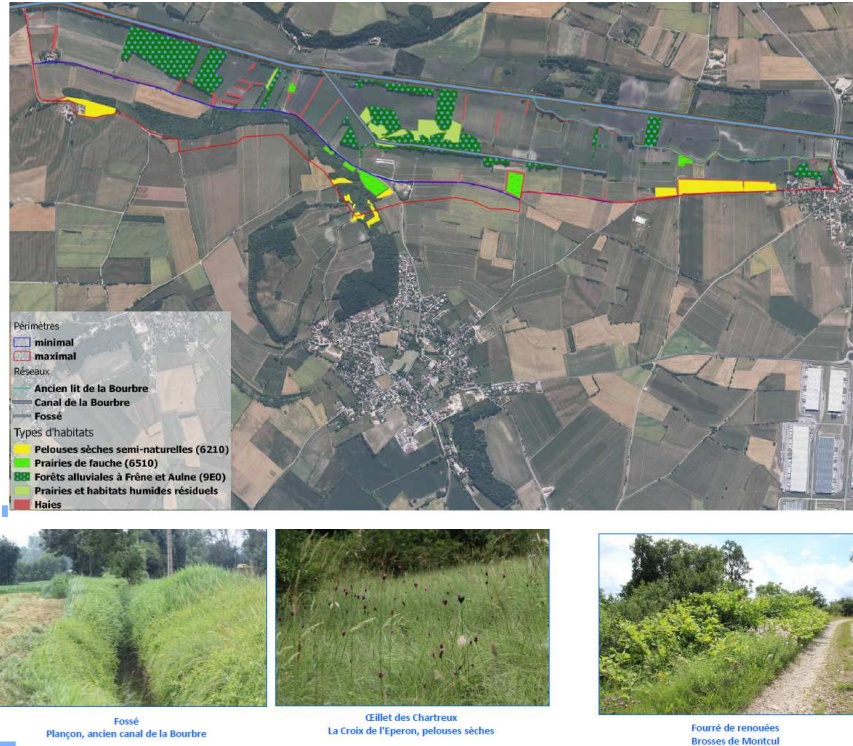 Périmètres
minimal
maximal
Réseaux
Ancien lit de la Bourbre
Canal de la Bourbre
Fossé
Types d'habitats
Pelouses sèches semi-naturelles (6210)
Prairies de fauche (6510)
Forêts alluviales à Frêne et Aulne (9E0)
Prairies et habitats humides résiduels
Haies
Fossé
Plançon, ancien canal de la Bourbre
Œillet des Chartreux
La Croix de l'Eperon, pelouses sèches
Fourré de renouées
Brosses de Montcul